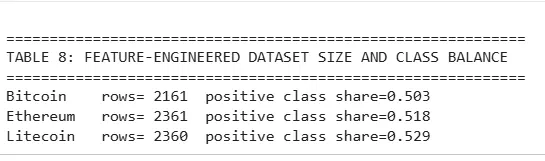 ==========================================================
TABLE 8: FEATURE-ENGINEERED DATASET SIZE AND CLASS BALANCE
==========================================================
Bitcoin    rows= 2161  positive class share=0.503
Ethereum   rows= 2361  positive class share=0.518
Litecoin   rows= 2360  positive class share=0.529